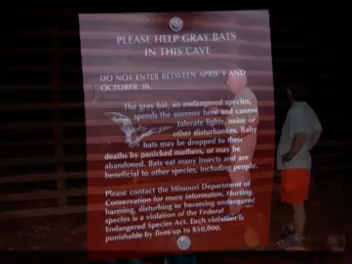 PLEASE HELP GRAY BATS
IN THIS CAVE
DO NOT ENTER BETWEEN APRIL 1 AND
OCTOBER 30.
The gray bat, an endangered species,
spends the summer here and cannot
tolerate lights, noise or
other disturbances. Baby
bats may be dropped to their
deaths by panicked mothers, or may be
abandoned. Bats eat many insects and are
beneficial to other species, including people.
Please contact the Missouri Department of
Conservation for more information. Hurting,
harming, disturbing or harassing endangered
species is a violation of the Federal
Endangered Species Act. Each violation is
punishable by fines up to $50,000.